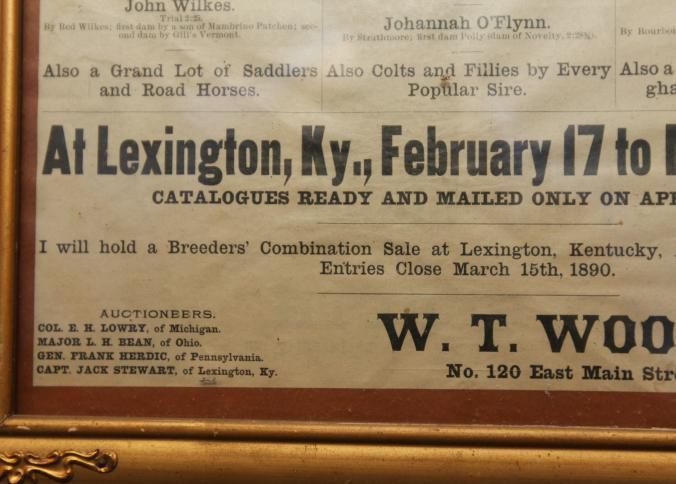 John Wilkes.
Trial 2:25.
By Red Wilkes; first dam by a son of Mambrino Patchen; sec-
ond dam by Gill's Vermont.
Johannah O'Flynn.
By Strathmore; first dam Polly (dam of Novelty, 2:28¾).
By Bourbo
Also a Grand Lot of Saddlers
and Road Horses.
Also Colts and Fillies by Every
Popular Sire.
Also a
gha
At Lexington, Ky., February 17 to
CATALOGUES READY AND MAILED ONLY ON AP
I will hold a Breeders' Combination Sale at Lexington, Kentucky,
Entries Close March 15th, 1890.
AUCTIONEERS.
COL. E. H. LOWRY, of Michigan.
MAJOR L. H. BEAN, of Ohio.
GEN. FRANK HERDIC, of Pennsylvania.
CAPT. JACK STEWART, of Lexington, Ky.
W. T. WOO
No. 120 East Main Str